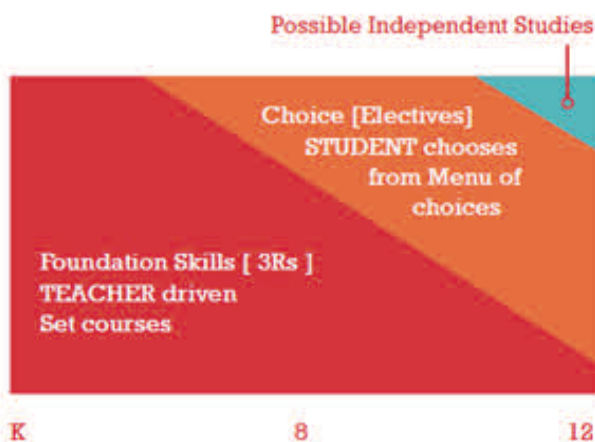 Possible Independent Studies
Choice [Electives]
STUDENT chooses
from Menu of
choices
Foundation Skills [ 3Rs ]
TEACHER driven
Set courses
K 8 12